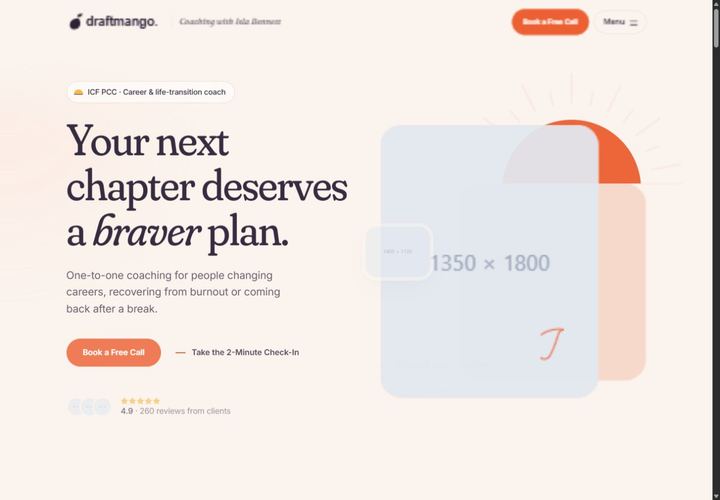 draftmango.
Coaching with Isla Bennett
Book a Free Call
Menu
ICF PCC · Career & life-transition coach
Your next
chapter deserves
a braver plan.
One-to-one coaching for people changing
careers, recovering from burnout or coming
back after a break.
Book a Free Call
Take the 2-Minute Check-In
4.9 · 260 reviews from clients
1350 × 1800